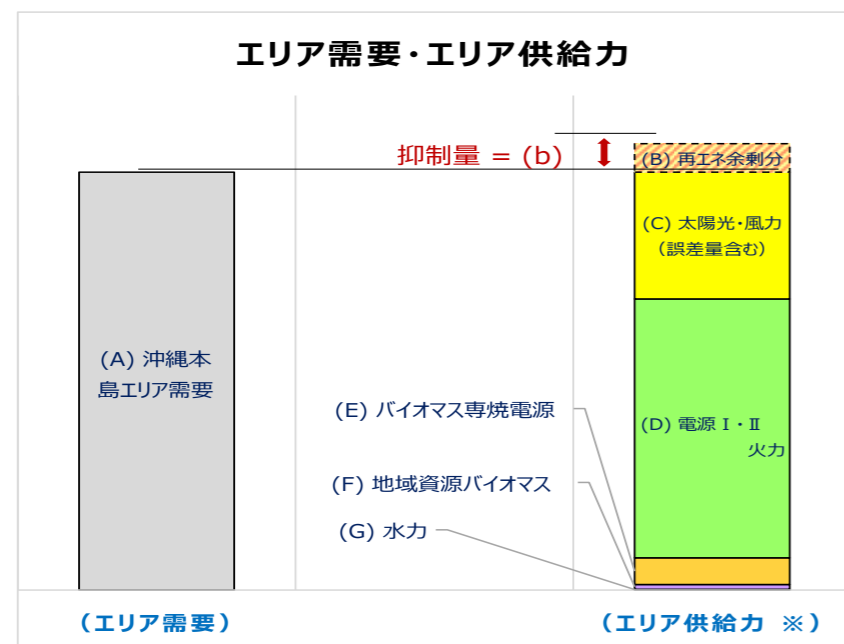 エリア需要・エリア供給力
抑制量 = (b)
(B) 再エネ余剰分
(C) 太陽光・風力
（誤差量含む）
(A) 沖縄本
島エリア需要
(E) バイオマス専焼電源
(D) 電源Ⅰ・Ⅱ
火力
(F) 地域資源バイオマス
(G) 水力
（エリア需要）
（エリア供給力 ※）